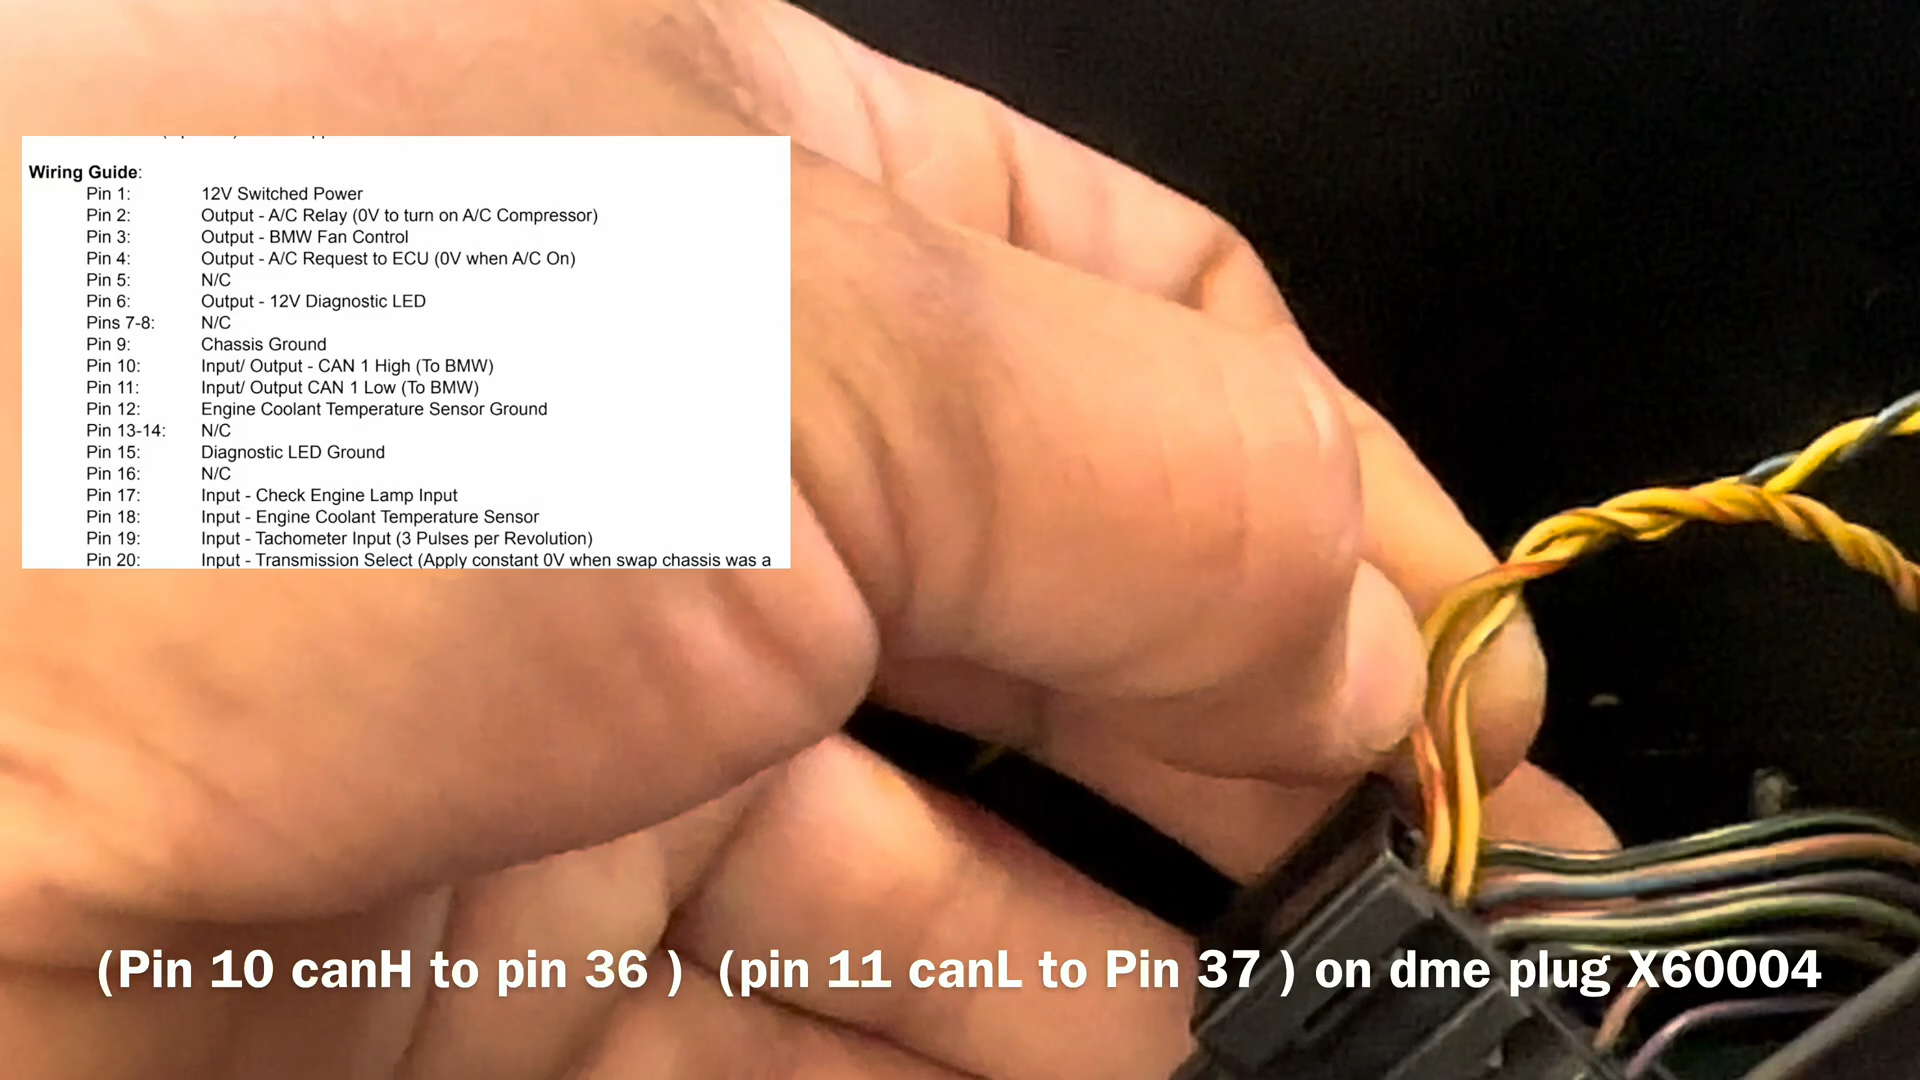 Wiring Guide:
Pin 1: 12V Switched Power
Pin 2: Output - A/C Relay (0V to turn on A/C Compressor)
Pin 3: Output - BMW Fan Control
Pin 4: Output - A/C Request to ECU (0V when A/C On)
Pin 5: N/C
Pin 6: Output - 12V Diagnostic LED
Pins 7-8: N/C
Pin 9: Chassis Ground
Pin 10: Input/ Output - CAN 1 High (To BMW)
Pin 11: Input/ Output CAN 1 Low (To BMW)
Pin 12: Engine Coolant Temperature Sensor Ground
Pin 13-14: N/C
Pin 15: Diagnostic LED Ground
Pin 16: N/C
Pin 17: Input - Check Engine Lamp Input
Pin 18: Input - Engine Coolant Temperature Sensor
Pin 19: Input - Tachometer Input (3 Pulses per Revolution)
Pin 20: Input - Transmission Select (Apply constant 0V when swap chassis was a
(Pin 10 canH to pin 36 ) (pin 11 canL to Pin 37 ) on dme plug X60004